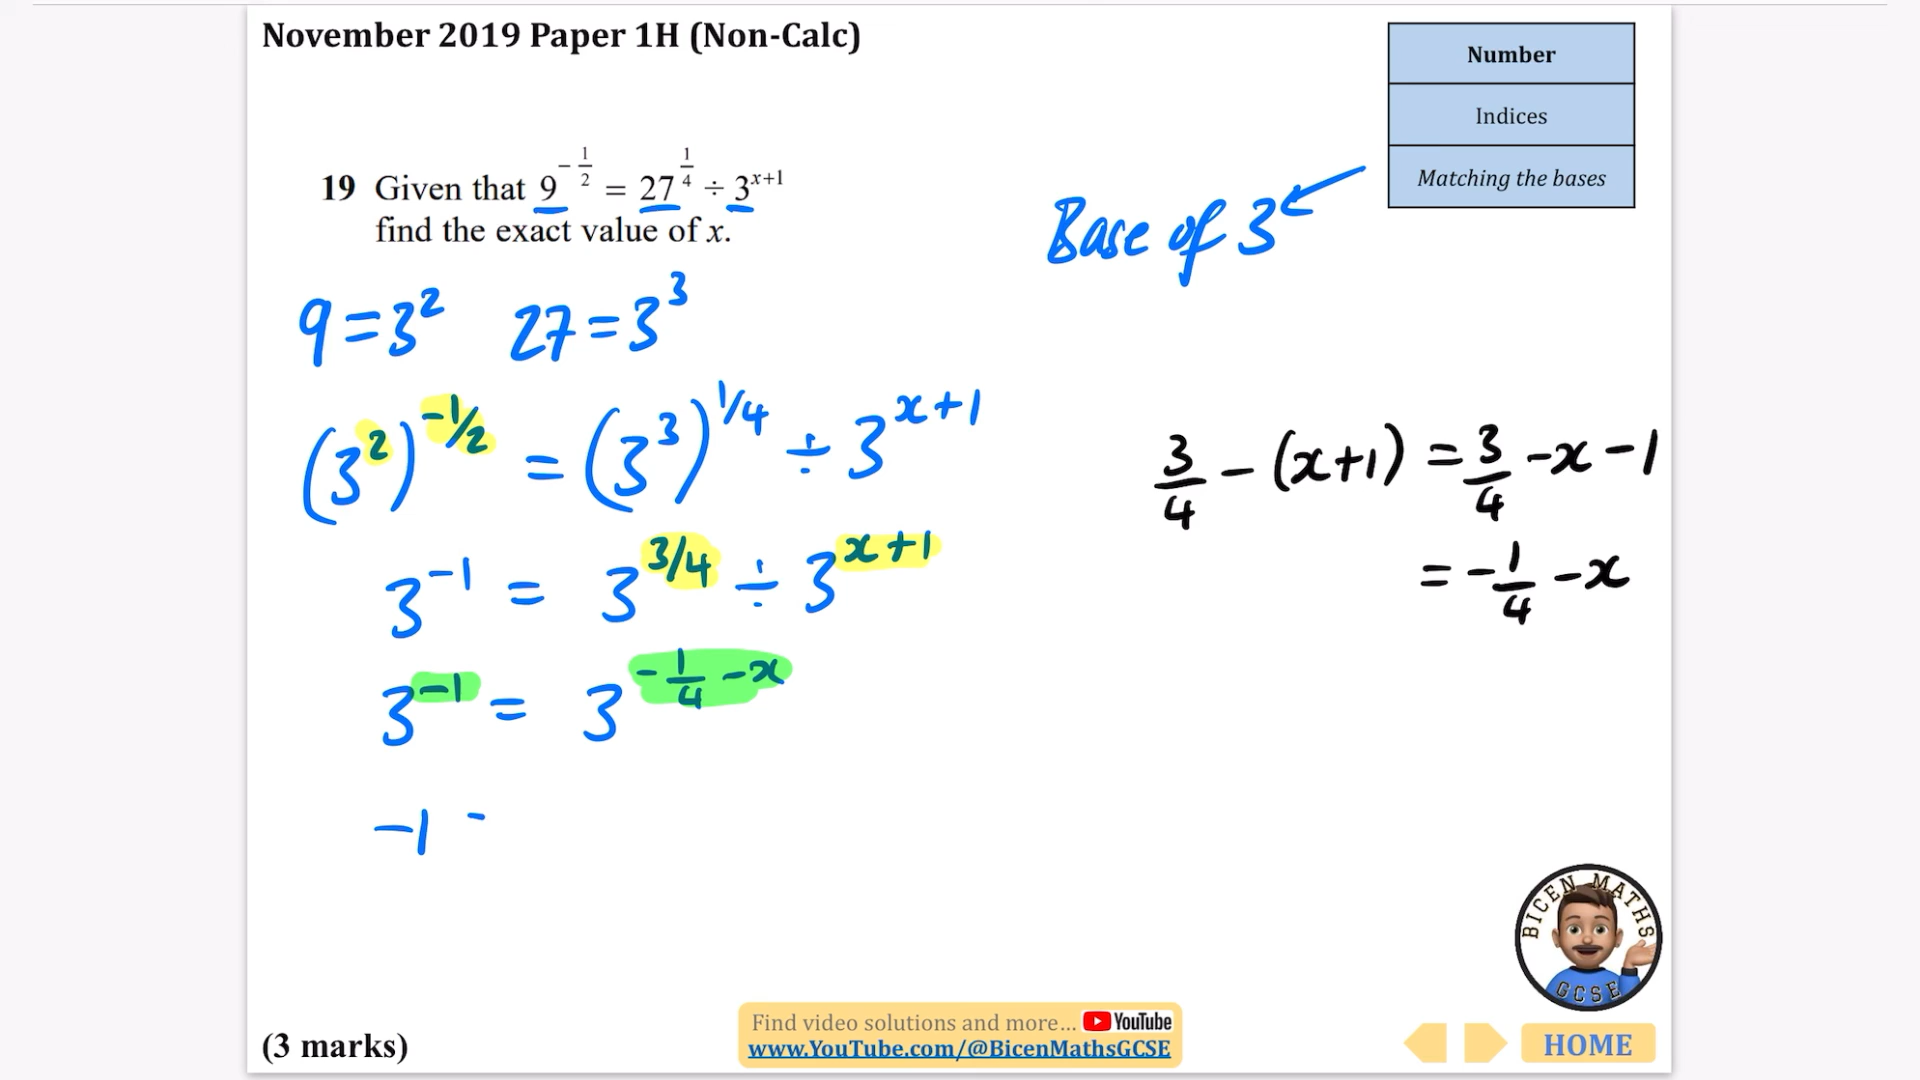 November 2019 Paper 1H (Non-Calc)
Number
Indices
Matching the bases
19 Given that 9^(-1/2) = 27^(1/4) ÷ 3^(x+1)
find the exact value of x.
Base of 3
9=3² 27=3³
(3²)^(-1/2) = (3³)^(1/4) ÷ 3^(x+1)
3/4 - (x+1) = 3/4 - x - 1
= -1/4 - x
3^(-1) = 3^(3/4) ÷ 3^(x+1)
3^(-1) = 3^(-1/4 - x)
-1 -
BICEN MATHS
GCSE
(3 marks)
Find video solutions and more... YouTube
www.YouTube.com/@BicenMathsGCSE
HOME